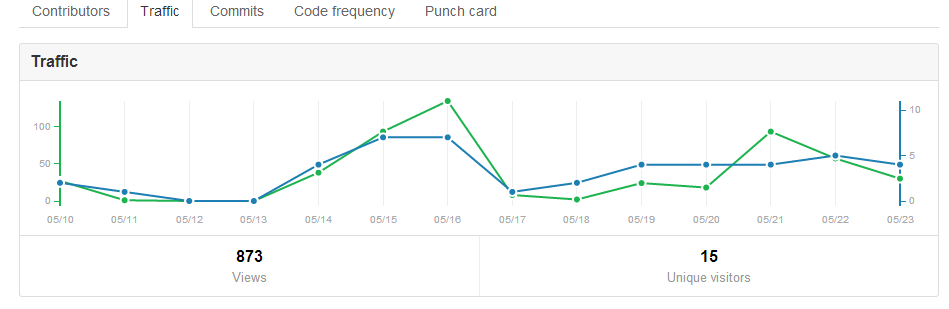 Contributors Traffic Commits Code frequency Punch card
Traffic
100 10
50 5
0 0
05/10 05/11 05/12 05/13 05/14 05/15 05/16 05/17 05/18 05/19 05/20 05/21 05/22 05/23
873 15
Views Unique visitors